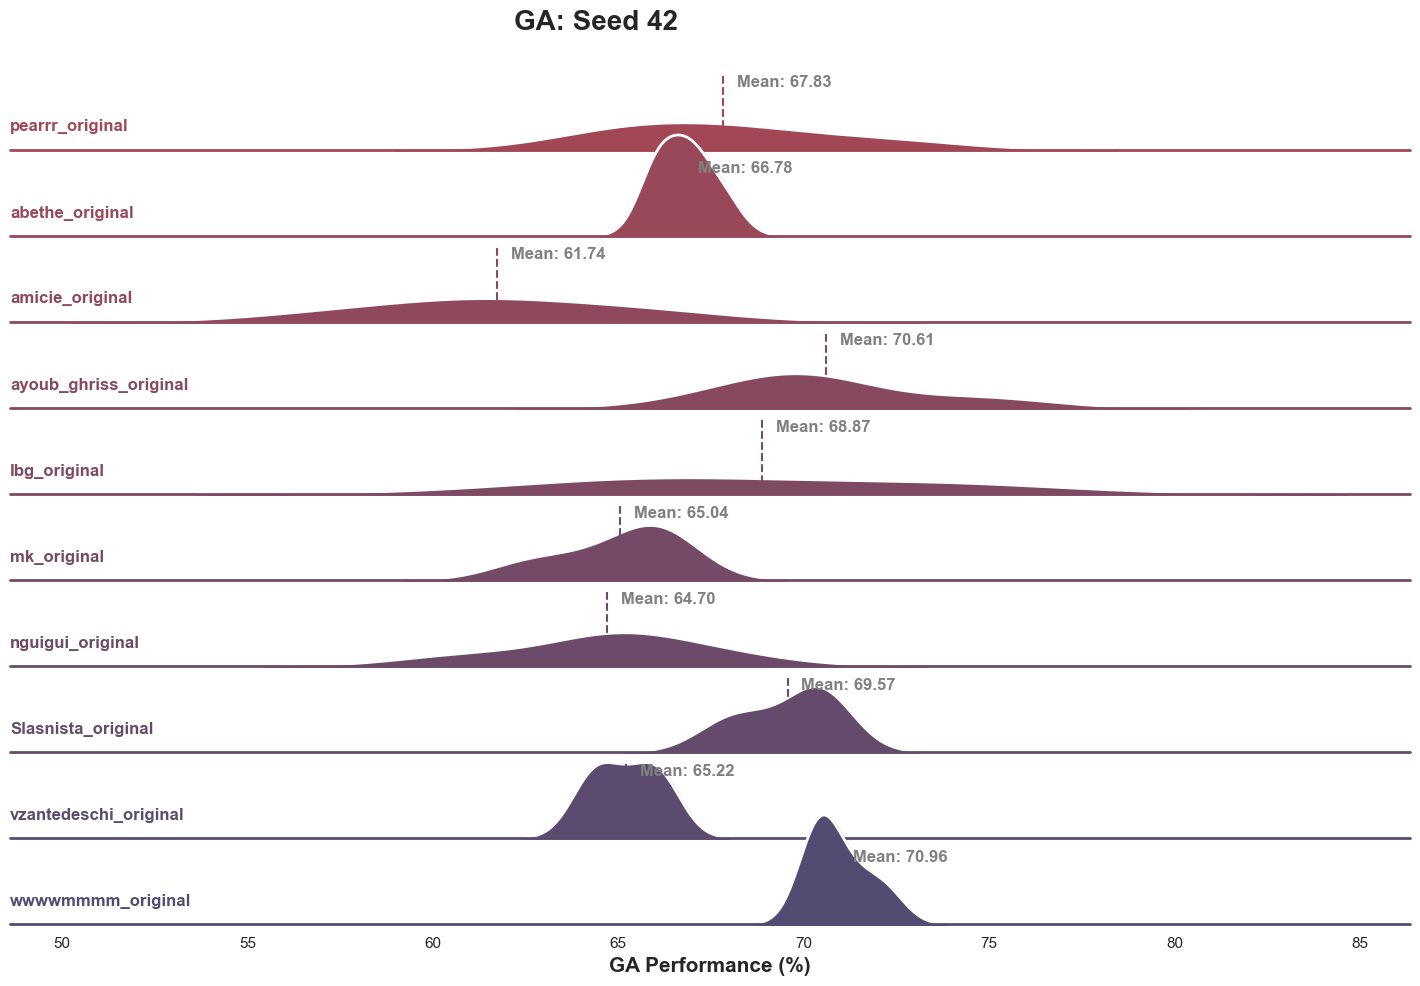 GA: Seed 42
Mean: 67.83
pearrr_original
Mean: 66.78
abethe_original
Mean: 61.74
amicie_original
Mean: 70.61
ayoub_ghriss_original
Mean: 68.87
lbg_original
Mean: 65.04
mk_original
Mean: 64.70
nguigui_original
Mean: 69.57
Slasnista_original
Mean: 65.22
vzantedeschi_original
Mean: 70.96
wwwwmmmm_original
50 55 60 65 70 75 80 85
GA Performance (%)